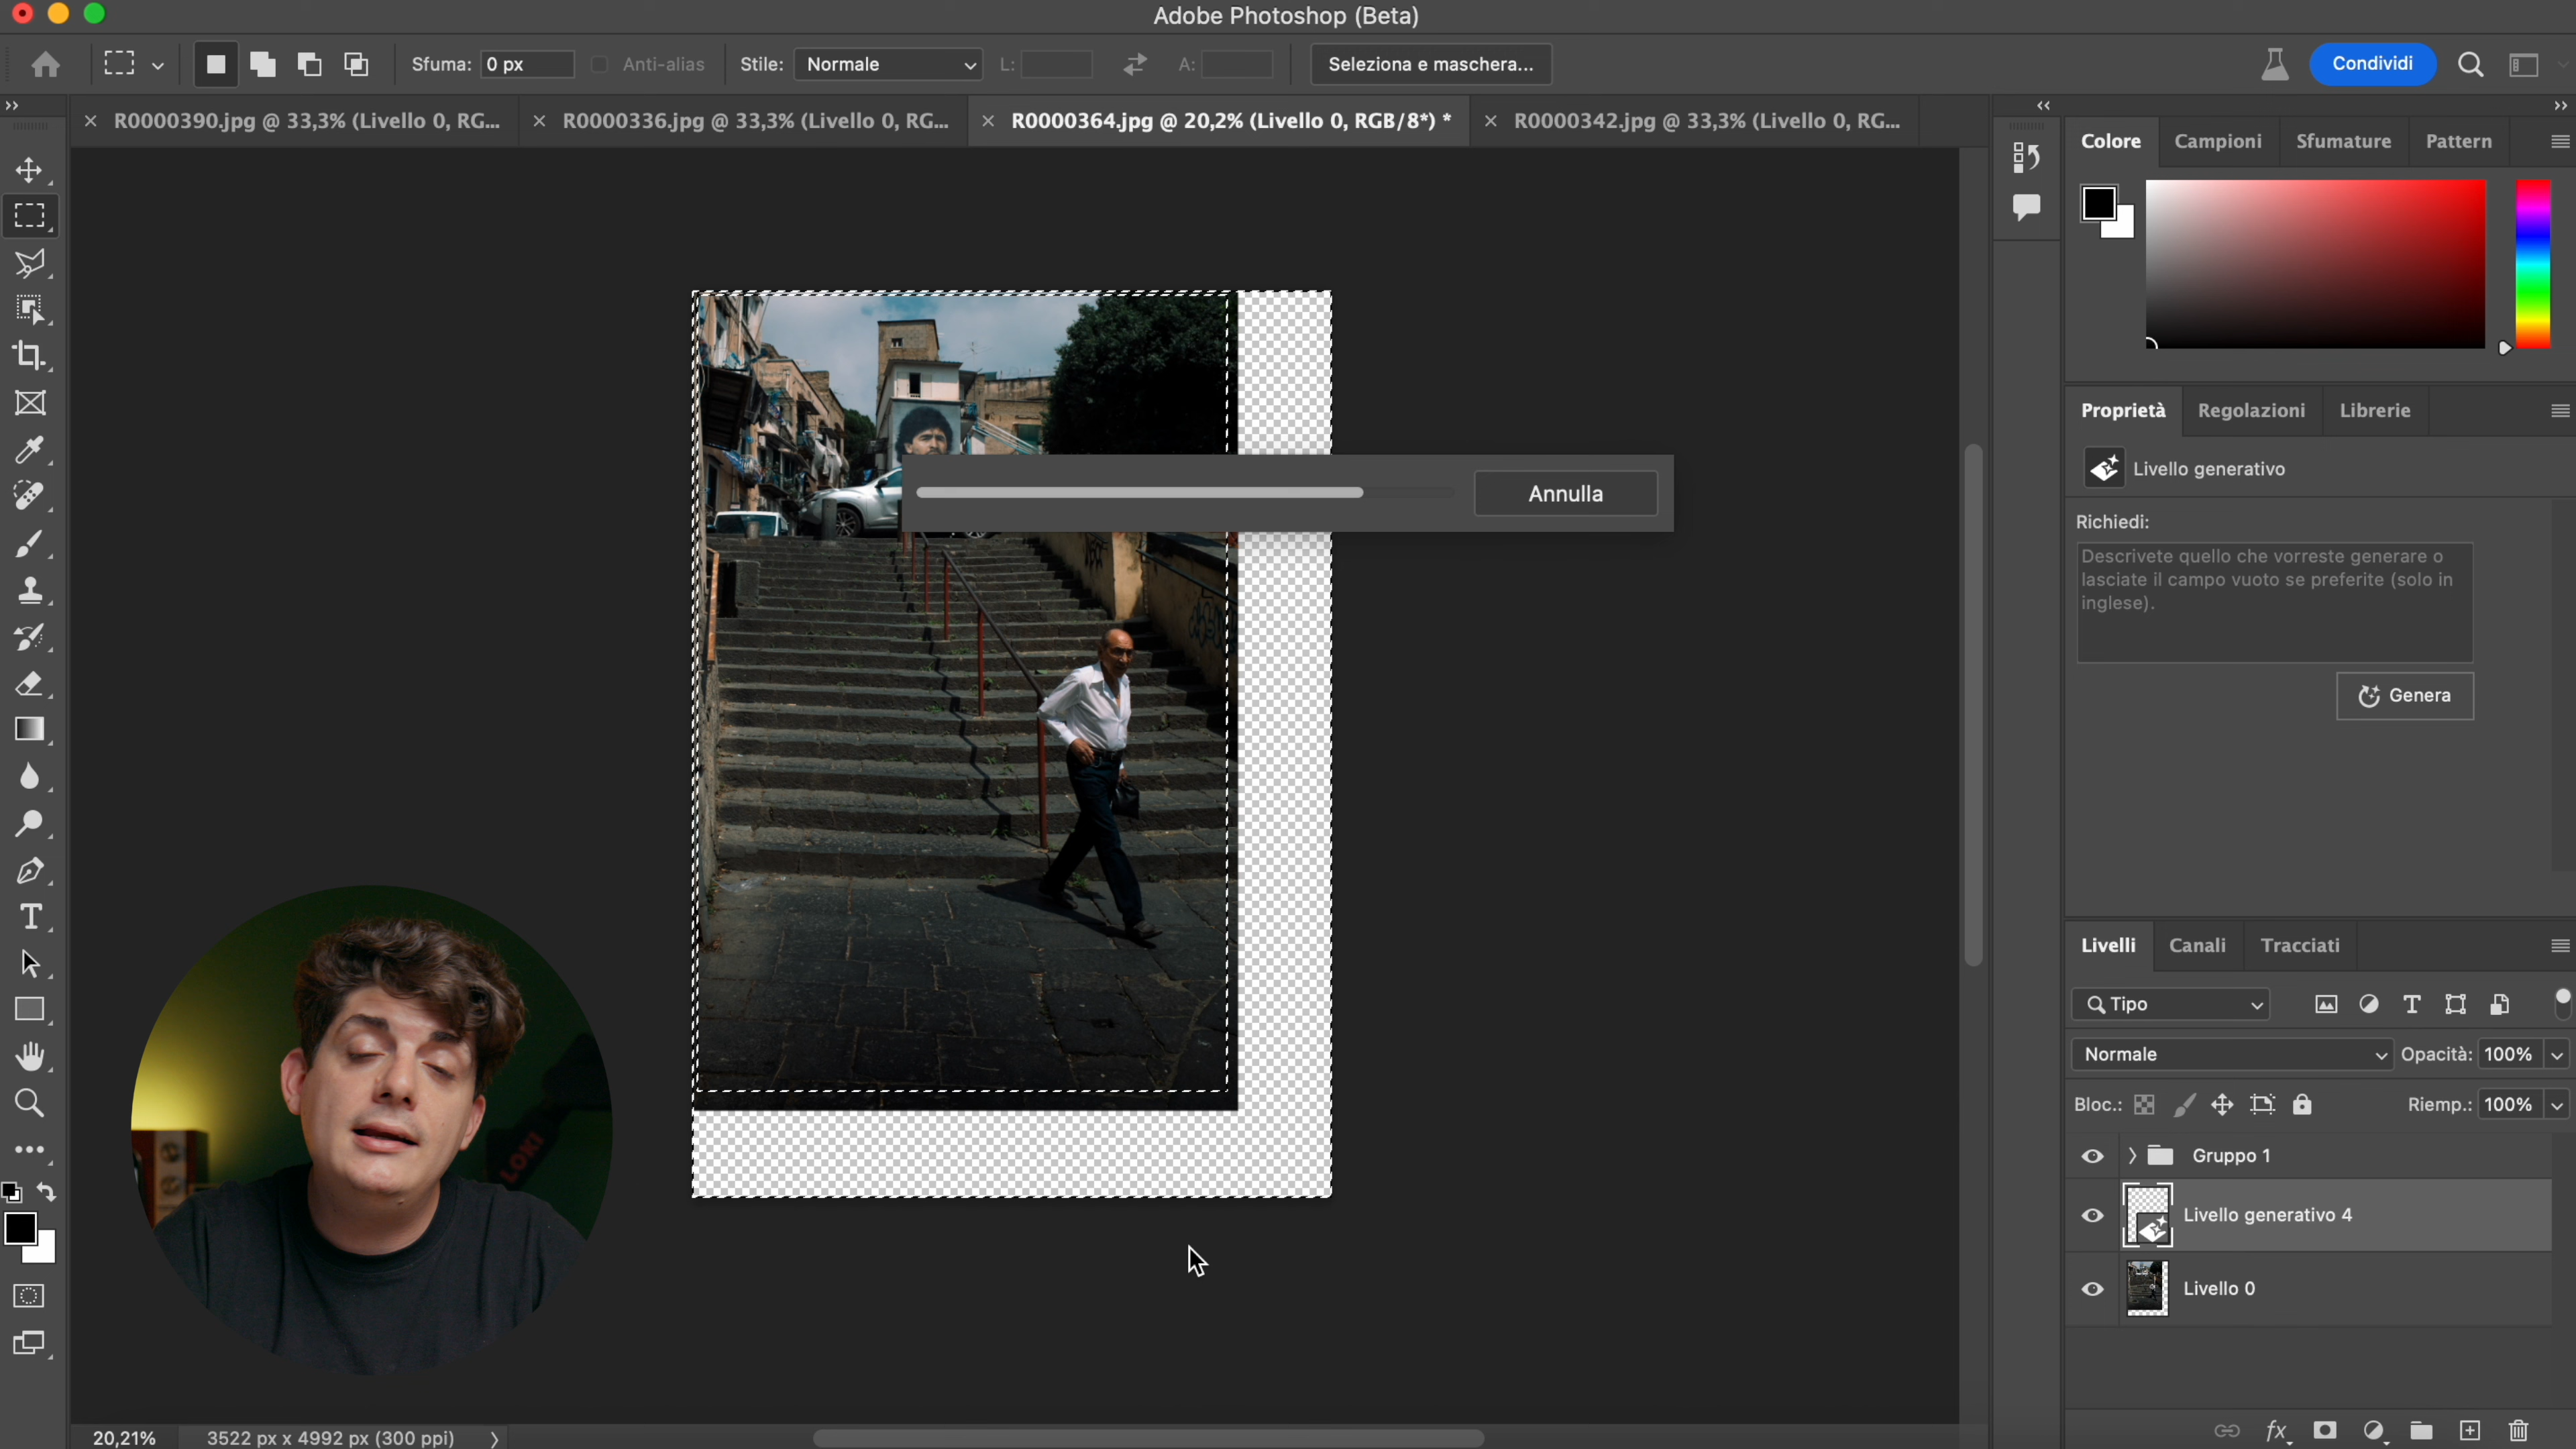 Adobe Photoshop (Beta)
Sfuma: 0 px Anti-alias Stile: Normale L: A: Seleziona e maschera... Condividi
R0000390.jpg @ 33,3% (Livello 0, RG... R0000336.jpg @ 33,3% (Livello 0, RG... R0000364.jpg @ 20,2% (Livello 0, RGB/8*) * R0000342.jpg @ 33,3% (Livello 0, RG...
Colore Campioni Sfumature Pattern
Proprietà Regolazioni Librerie
Livello generativo
Annulla
Richiedi:
Descrivete quello che vorreste generare o
lasciate il campo vuoto se preferite (solo in
inglese).
Genera
Livelli Canali Tracciati
Tipo
Normale Opacità: 100%
Bloc.: Riemp.: 100%
LOKI
Gruppo 1
Livello generativo 4
Livello 0
20,21% 3522 px x 4992 px (300 ppi)